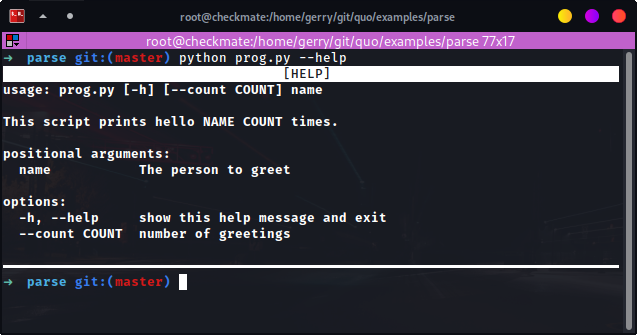 root@checkmate:/home/gerry/git/quo/examples/parse
root@checkmate:/home/gerry/git/quo/examples/parse 77x17
➜  parse git:(master) python prog.py --help
[HELP]
usage: prog.py [-h] [--count COUNT] name
This script prints hello NAME COUNT times.
positional arguments:
  name           The person to greet
options:
  -h, --help     show this help message and exit
  --count COUNT  number of greetings
➜  parse git:(master)